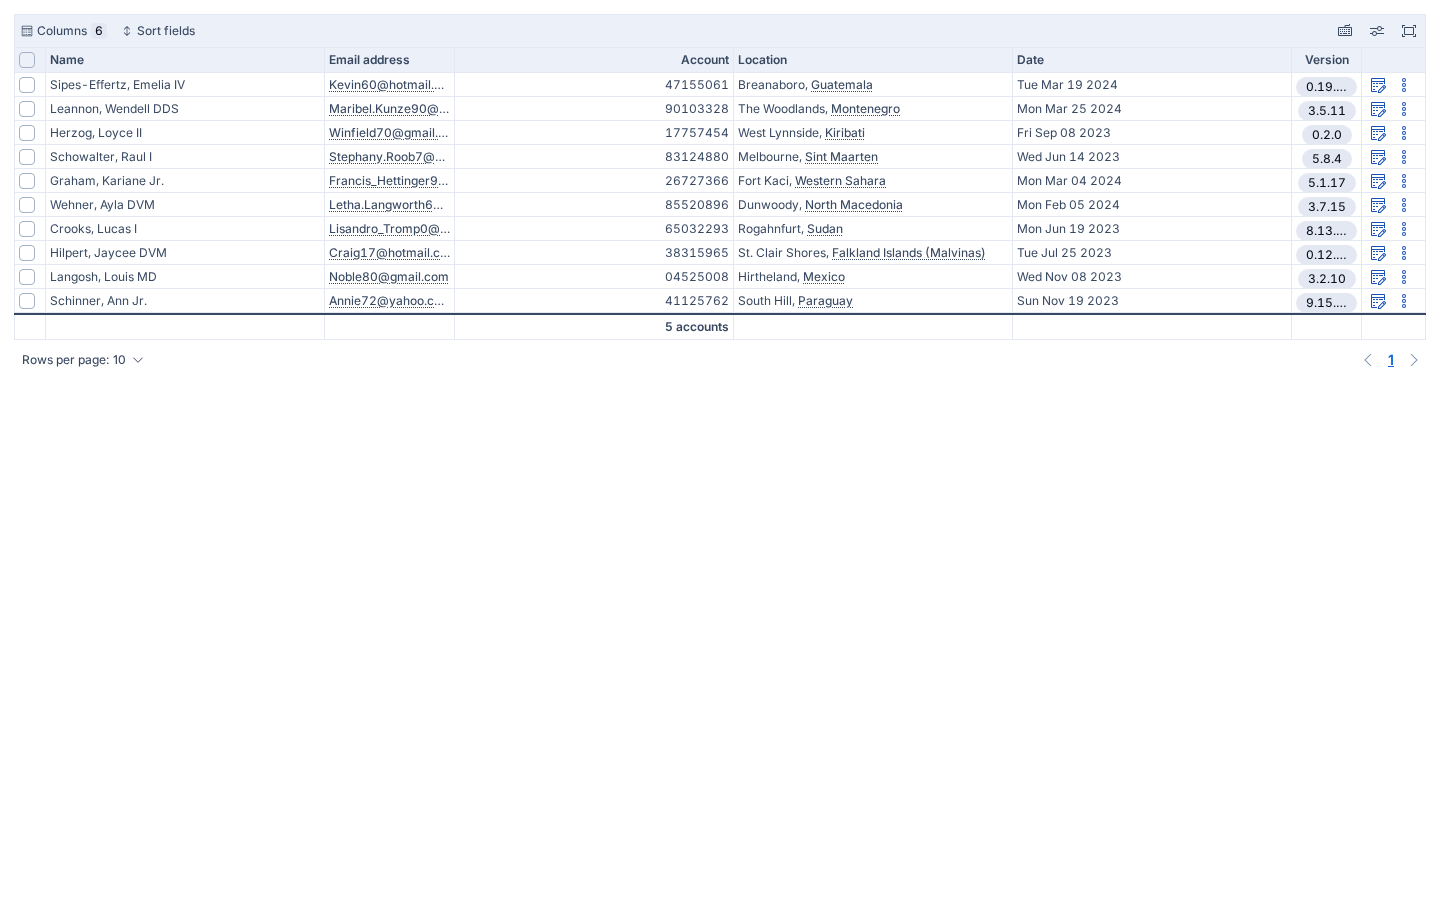 Columns 6 Sort fields
Name Email address Account Location Date Version
Sipes-Effertz, Emelia IV Kevin60@hotmail.... 47155061 Breanaboro, Guatemala Tue Mar 19 2024 0.19....
Leannon, Wendell DDS Maribel.Kunze90@... 90103328 The Woodlands, Montenegro Mon Mar 25 2024 3.5.11
Herzog, Loyce II Winfield70@gmail.... 17757454 West Lynnside, Kiribati Fri Sep 08 2023 0.2.0
Schowalter, Raul I Stephany.Roob7@... 83124880 Melbourne, Sint Maarten Wed Jun 14 2023 5.8.4
Graham, Kariane Jr. Francis_Hettinger9... 26727366 Fort Kaci, Western Sahara Mon Mar 04 2024 5.1.17
Wehner, Ayla DVM Letha.Langworth6... 85520896 Dunwoody, North Macedonia Mon Feb 05 2024 3.7.15
Crooks, Lucas I Lisandro_Tromp0@... 65032293 Rogahnfurt, Sudan Mon Jun 19 2023 8.13....
Hilpert, Jaycee DVM Craig17@hotmail.c... 38315965 St. Clair Shores, Falkland Islands (Malvinas) Tue Jul 25 2023 0.12....
Langosh, Louis MD Noble80@gmail.com 04525008 Hirtheland, Mexico Wed Nov 08 2023 3.2.10
Schinner, Ann Jr. Annie72@yahoo.c... 41125762 South Hill, Paraguay Sun Nov 19 2023 9.15....
5 accounts
Rows per page: 10 1